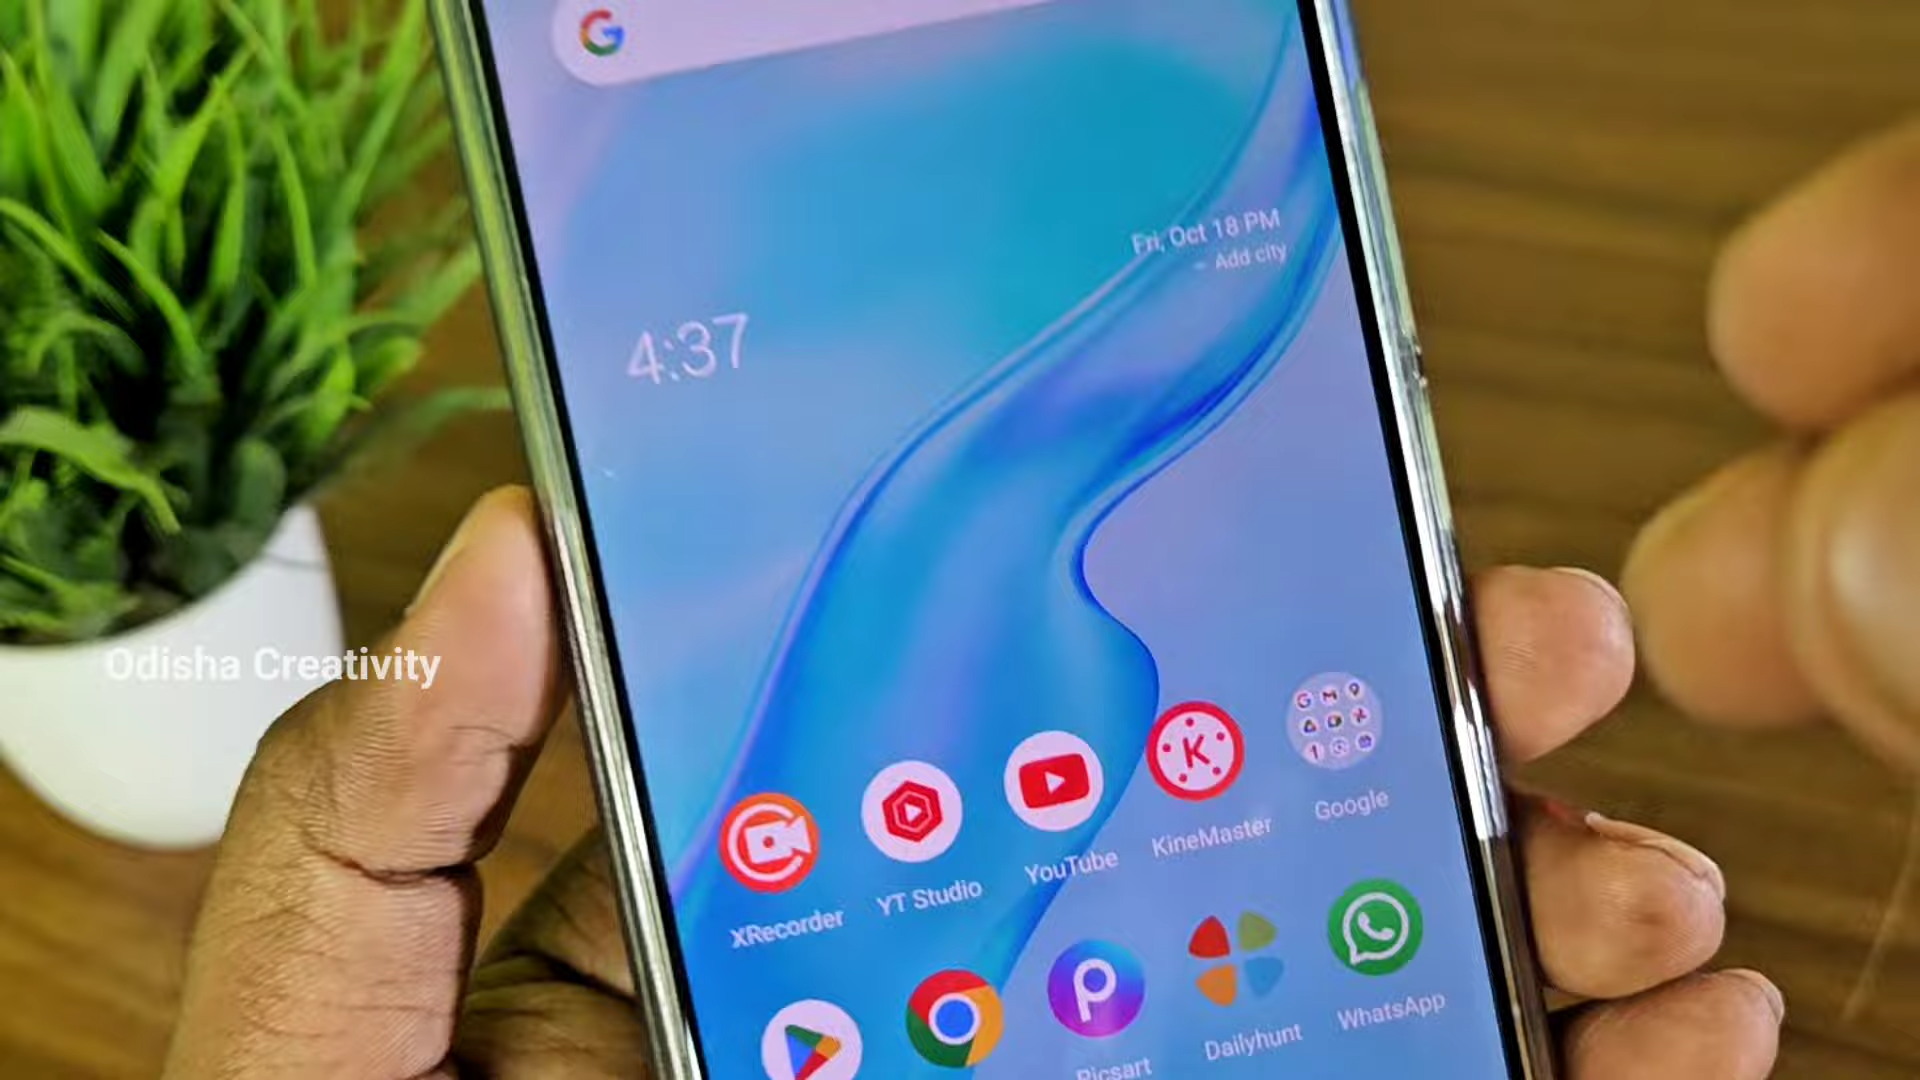 Fri, Oct 18 PM
Add city
4:37
Odisha Creativity
XRecorder
YT Studio
YouTube
KineMaster
Google
Picsart
Dailyhunt
WhatsApp